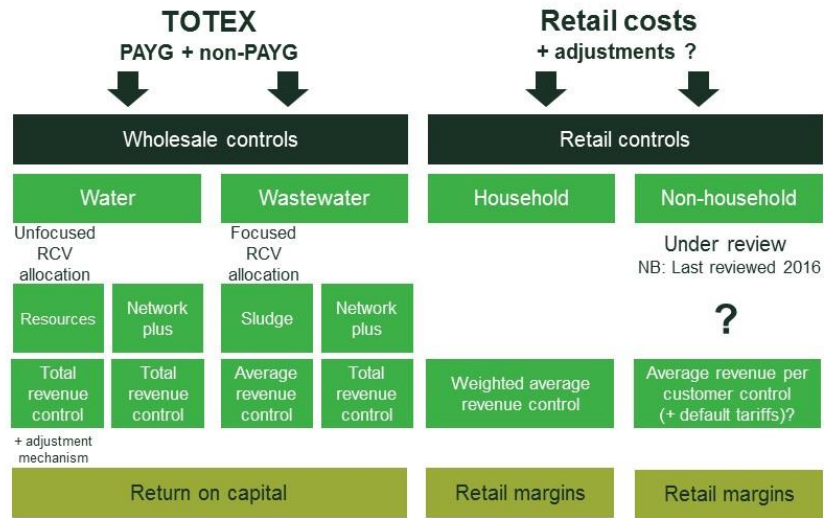 TOTEX
PAYG + non-PAYG
Retail costs
+ adjustments ?
Wholesale controls
Retail controls
Water
Wastewater
Household
Non-household
Unfocused
RCV
allocation
Focused
RCV
allocation
Under review
NB: Last reviewed 2016
Resources
Network
plus
Sludge
Network
plus
?
Total
revenue
control
Total
revenue
control
Average
revenue
control
Total
revenue
control
Weighted average
revenue control
Average revenue per
customer control
(+ default tariffs)?
+ adjustment
mechanism
Return on capital
Retail margins
Retail margins